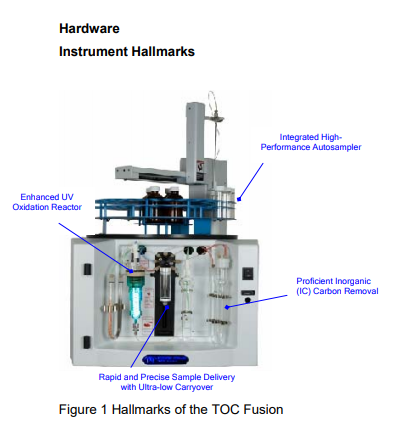 Hardware
Instrument Hallmarks
Integrated High-
Performance Autosampler
Enhanced UV
Oxidation Reactor
Proficient Inorganic
(IC) Carbon Removal
Rapid and Precise Sample Delivery
with Ultra-low Carryover
Figure 1 Hallmarks of the TOC Fusion